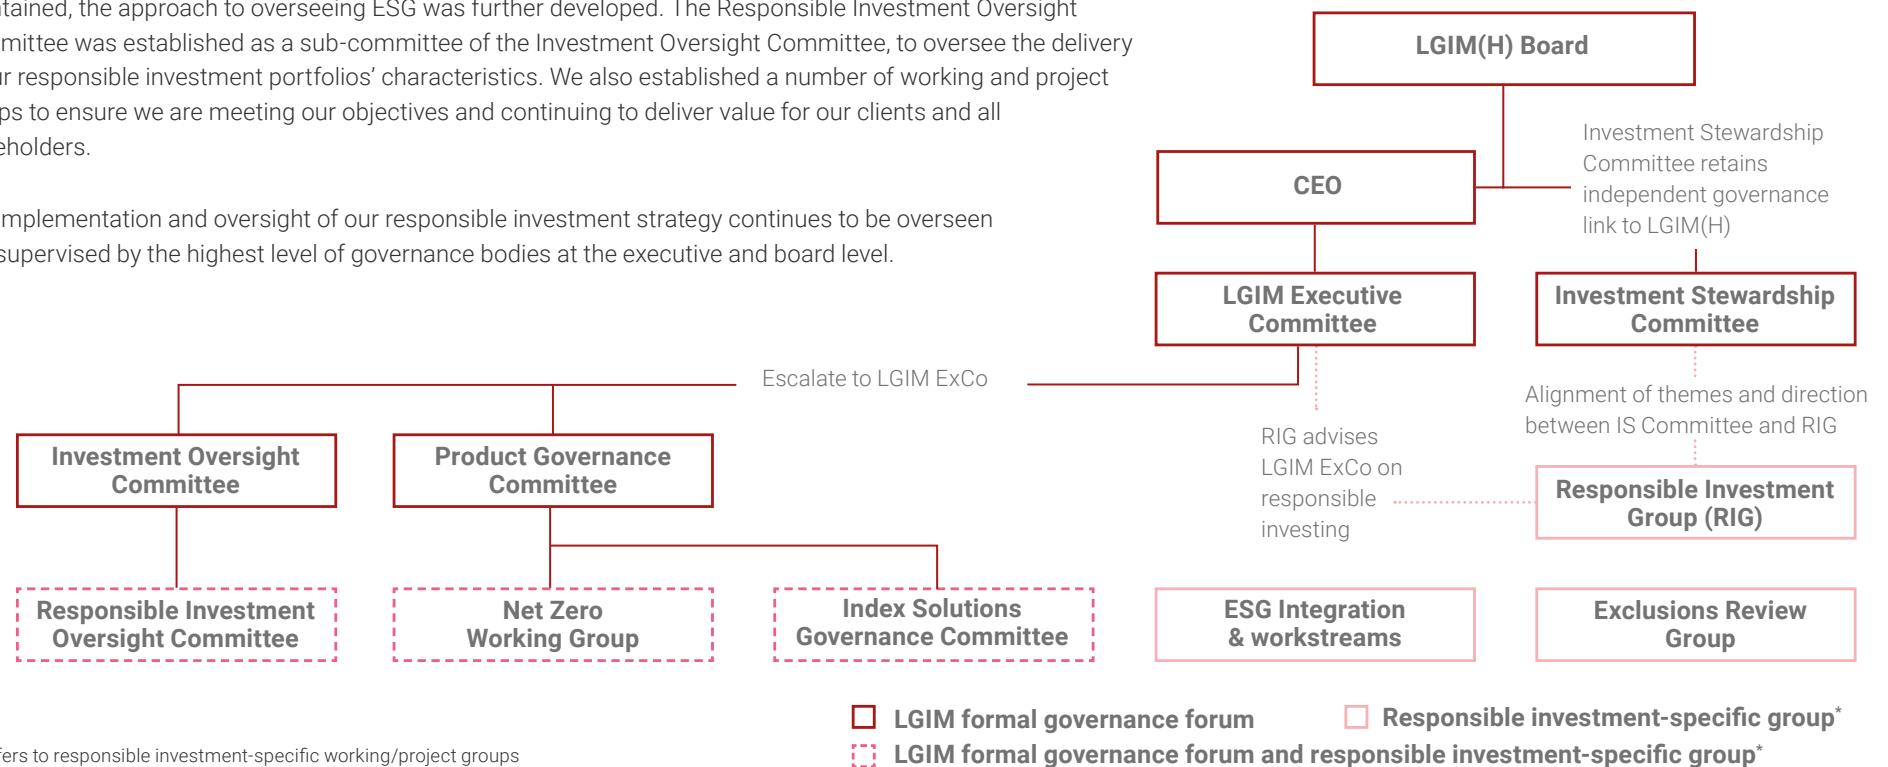 ntained, the approach to overseeing ESG was further developed. The Responsible Investment Oversight
mmittee was established as a sub-committee of the Investment Oversight Committee, to oversee the delivery
ur responsible investment portfolios’ characteristics. We also established a number of working and project
ps to ensure we are meeting our objectives and continuing to deliver value for our clients and all
eholders.
implementation and oversight of our responsible investment strategy continues to be overseen
supervised by the highest level of governance bodies at the executive and board level.
LGIM(H) Board
Investment Stewardship
Committee retains
independent governance
link to LGIM(H)
CEO
LGIM Executive
Committee
Investment Stewardship
Committee
Escalate to LGIM ExCo
Alignment of themes and direction
between IS Committee and RIG
RIG advises
LGIM ExCo on
responsible
investing
Investment Oversight
Committee
Product Governance
Committee
Responsible Investment
Group (RIG)
Responsible Investment
Oversight Committee
Net Zero
Working Group
Index Solutions
Governance Committee
ESG Integration
& workstreams
Exclusions Review
Group
LGIM formal governance forum
Responsible investment-specific group*
LGIM formal governance forum and responsible investment-specific group*
fers to responsible investment-specific working/project groups